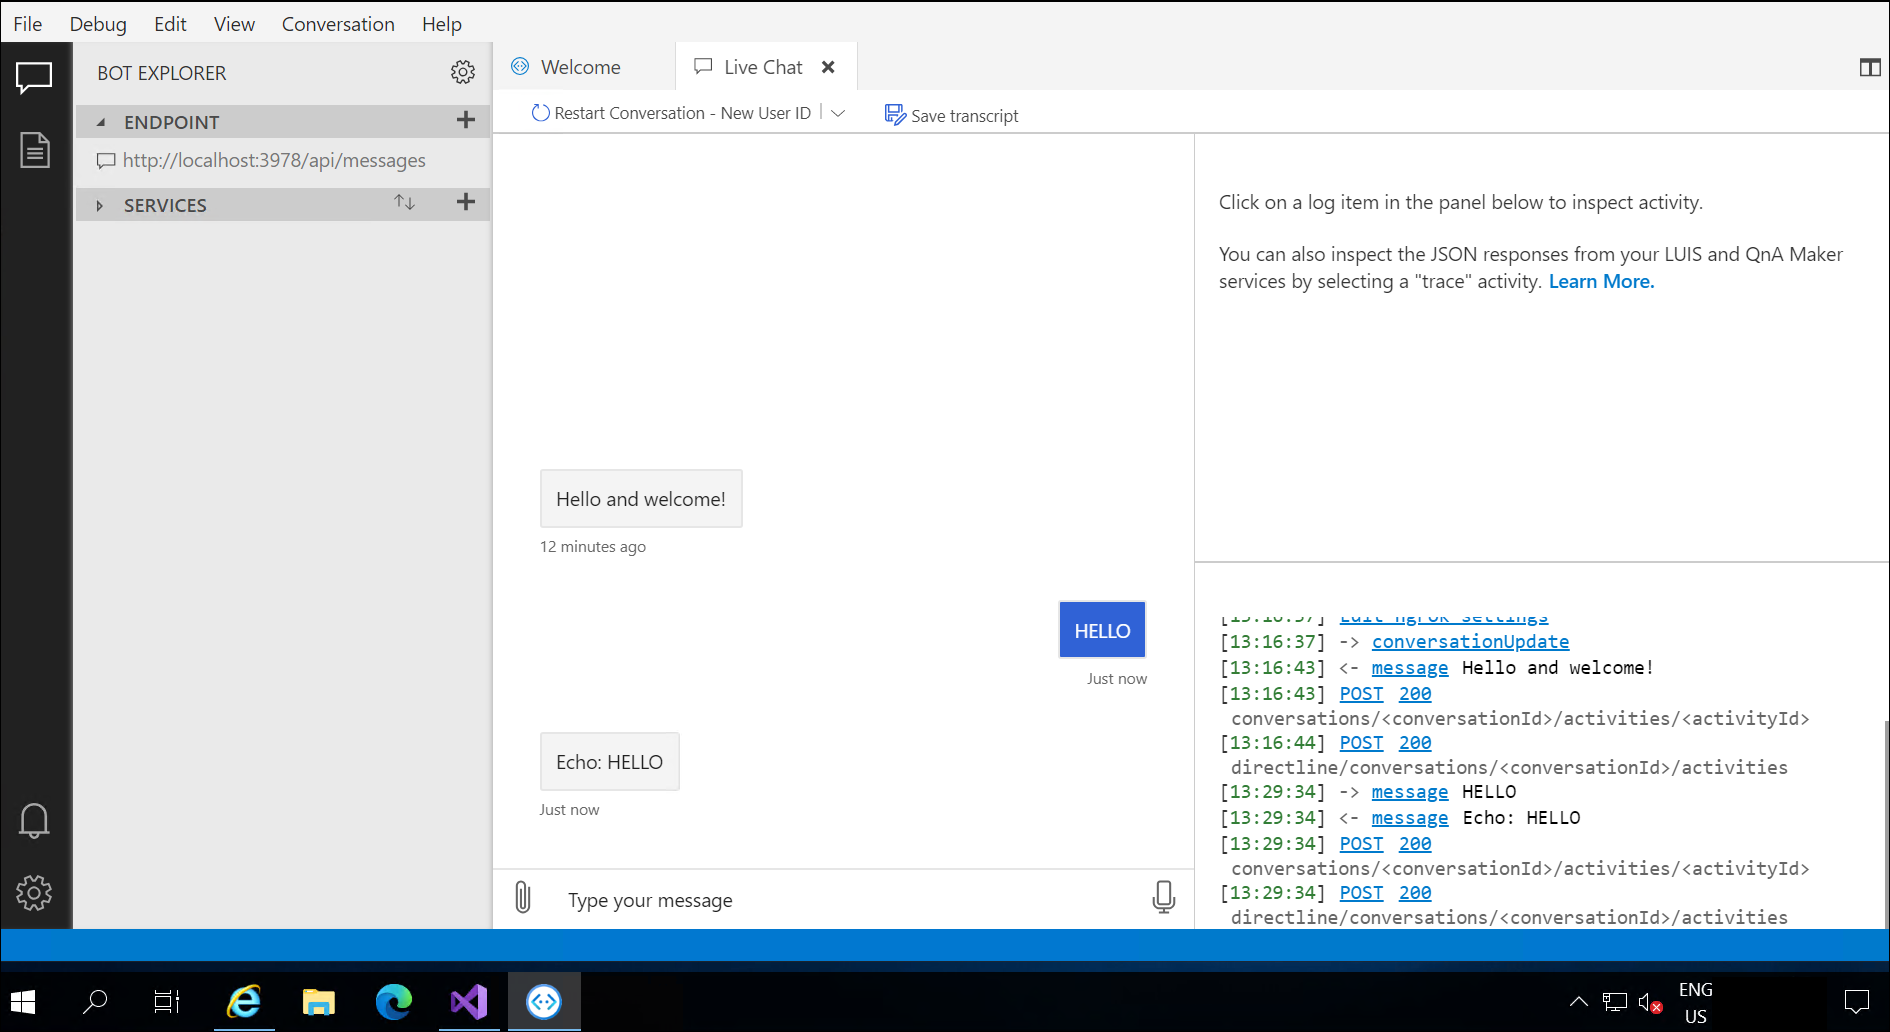 File Debug Edit View Conversation Help
BOT EXPLORER
ENDPOINT
http://localhost:3978/api/messages
SERVICES
Welcome
Live Chat
Restart Conversation - New User ID
Save transcript
Hello and welcome!
12 minutes ago
HELLO
Just now
Echo: HELLO
Just now
Type your message
Click on a log item in the panel below to inspect activity.
You can also inspect the JSON responses from your LUIS and QnA Maker
services by selecting a "trace" activity. Learn More.
[13:16:37] Edit ngrok settings
[13:16:37] -> conversationUpdate
[13:16:43] <- message Hello and welcome!
[13:16:43] POST 200
conversations/<conversationId>/activities/<activityId>
[13:16:44] POST 200
directline/conversations/<conversationId>/activities
[13:29:34] -> message HELLO
[13:29:34] <- message Echo: HELLO
[13:29:34] POST 200
conversations/<conversationId>/activities/<activityId>
[13:29:34] POST 200
directline/conversations/<conversationId>/activities
ENG
US